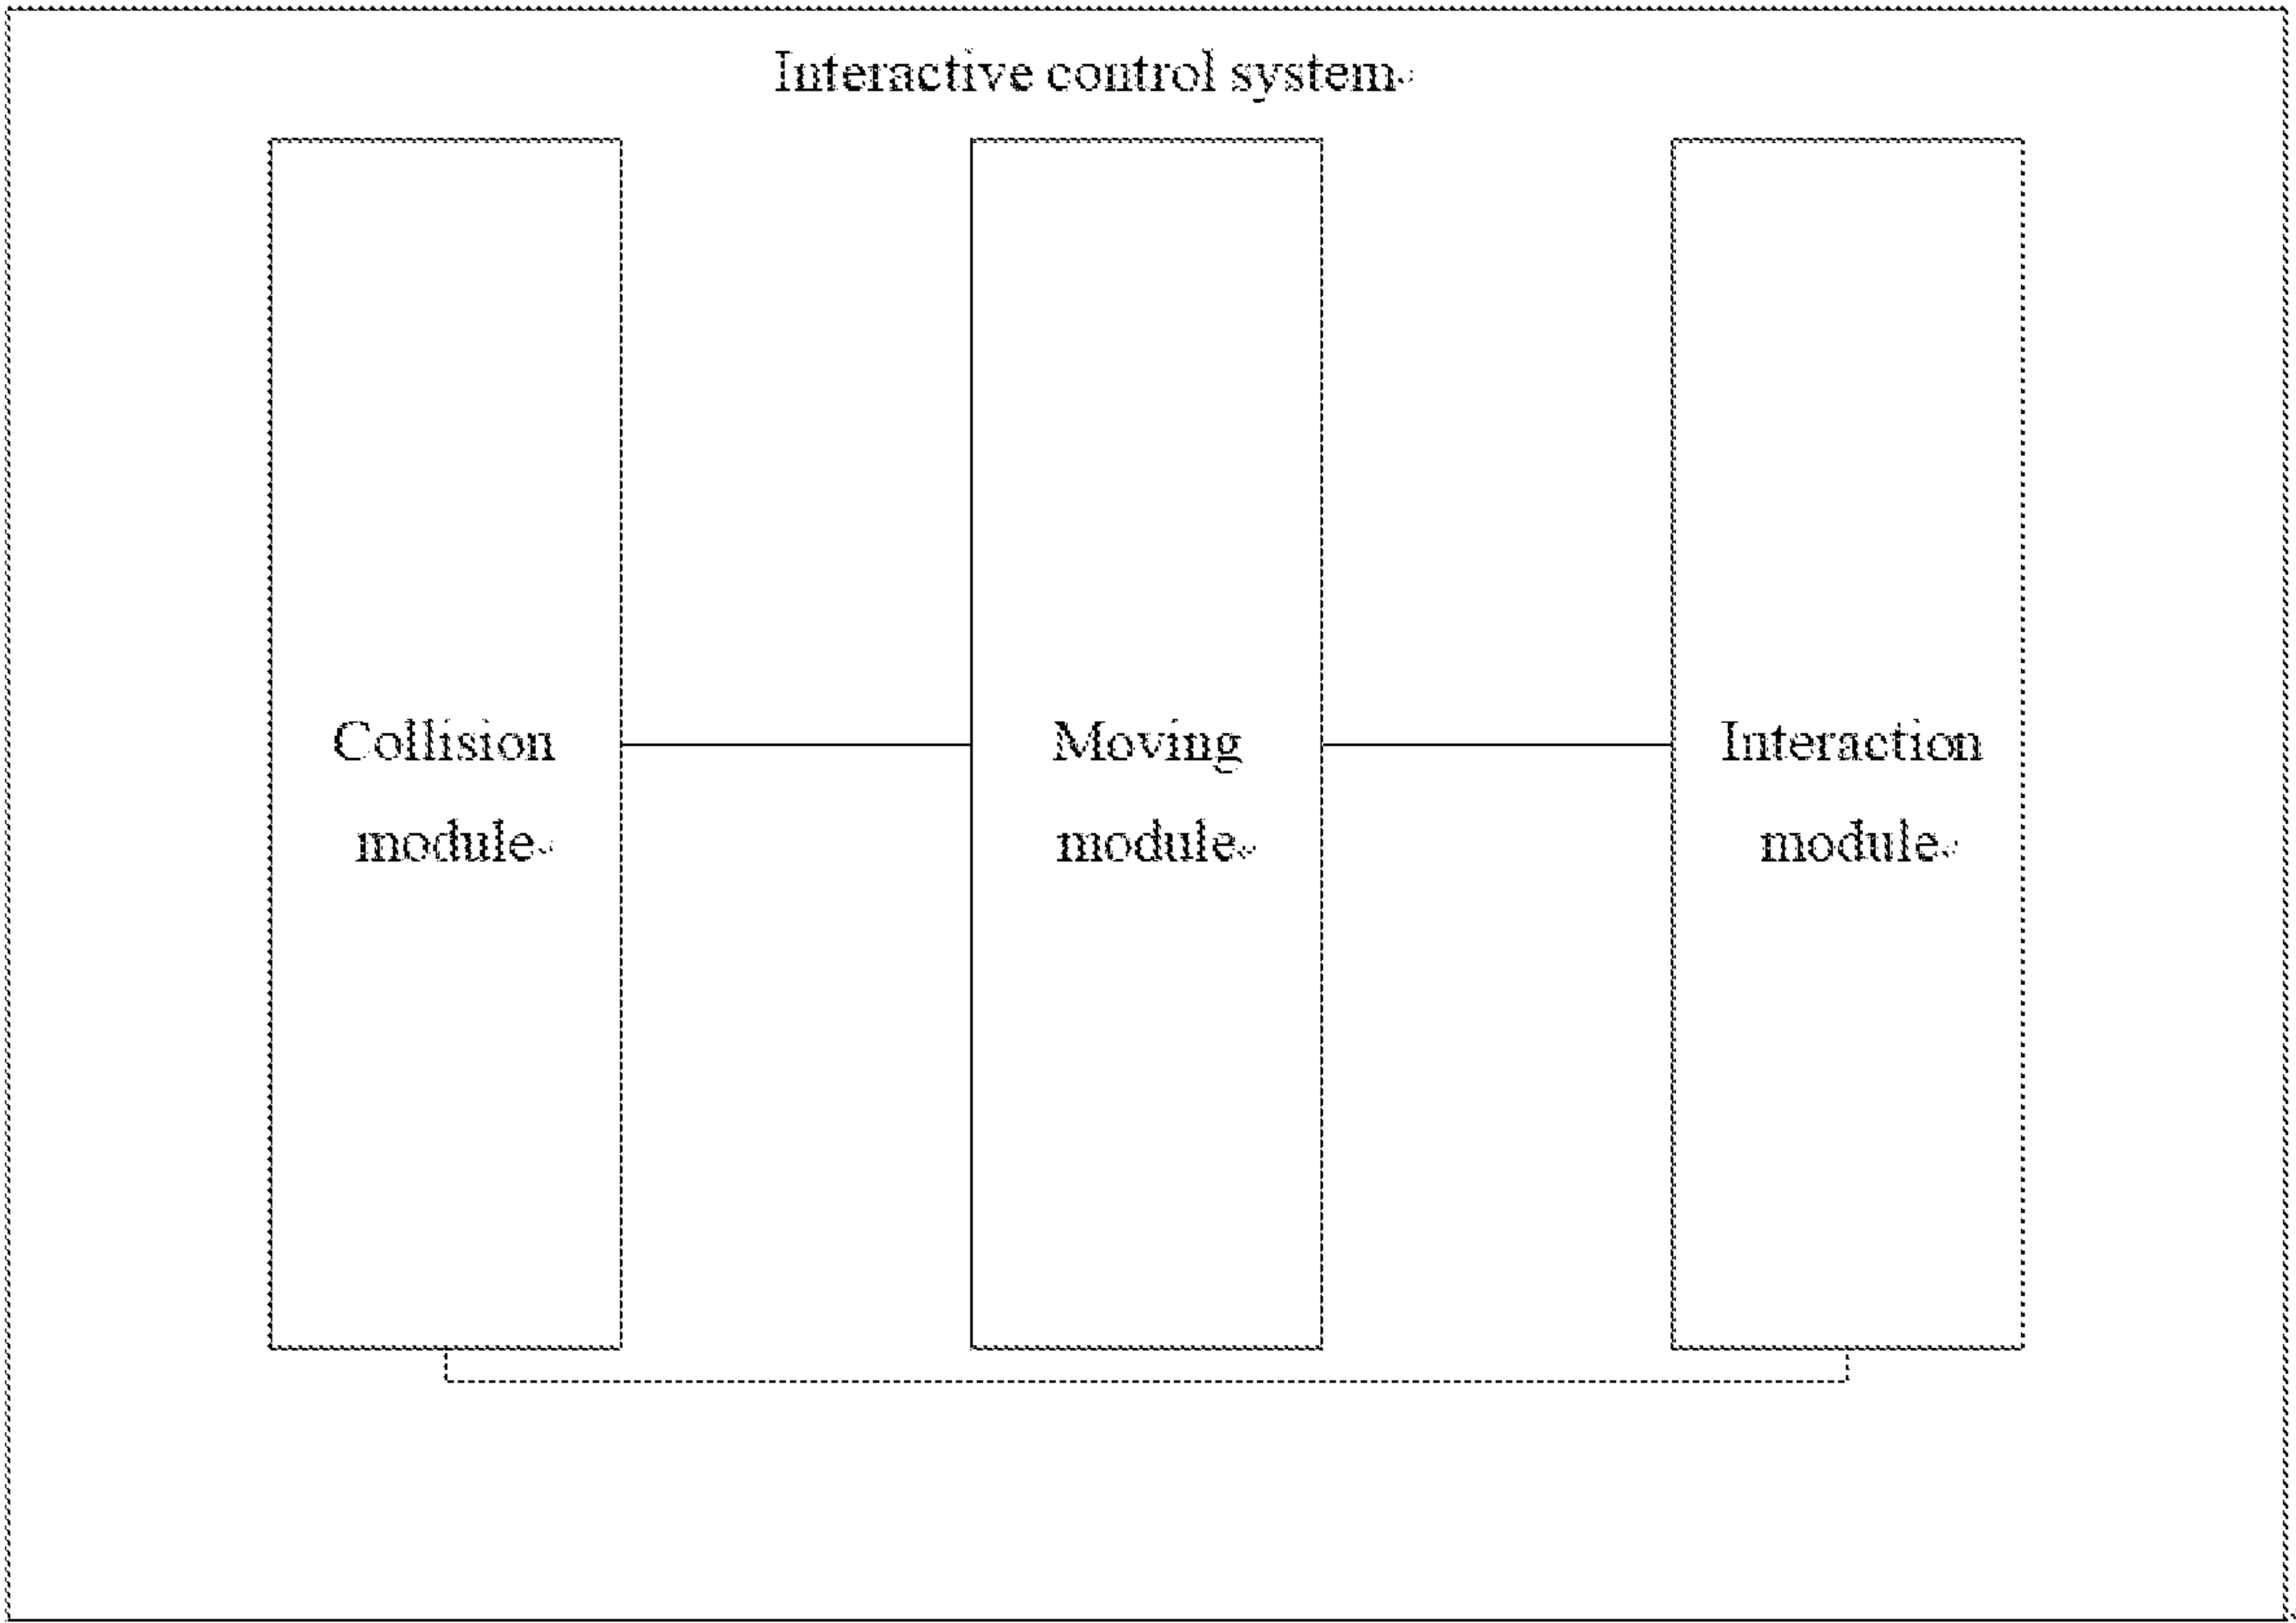 Interactive control system
Collision
module
Moving
module
Interaction
module